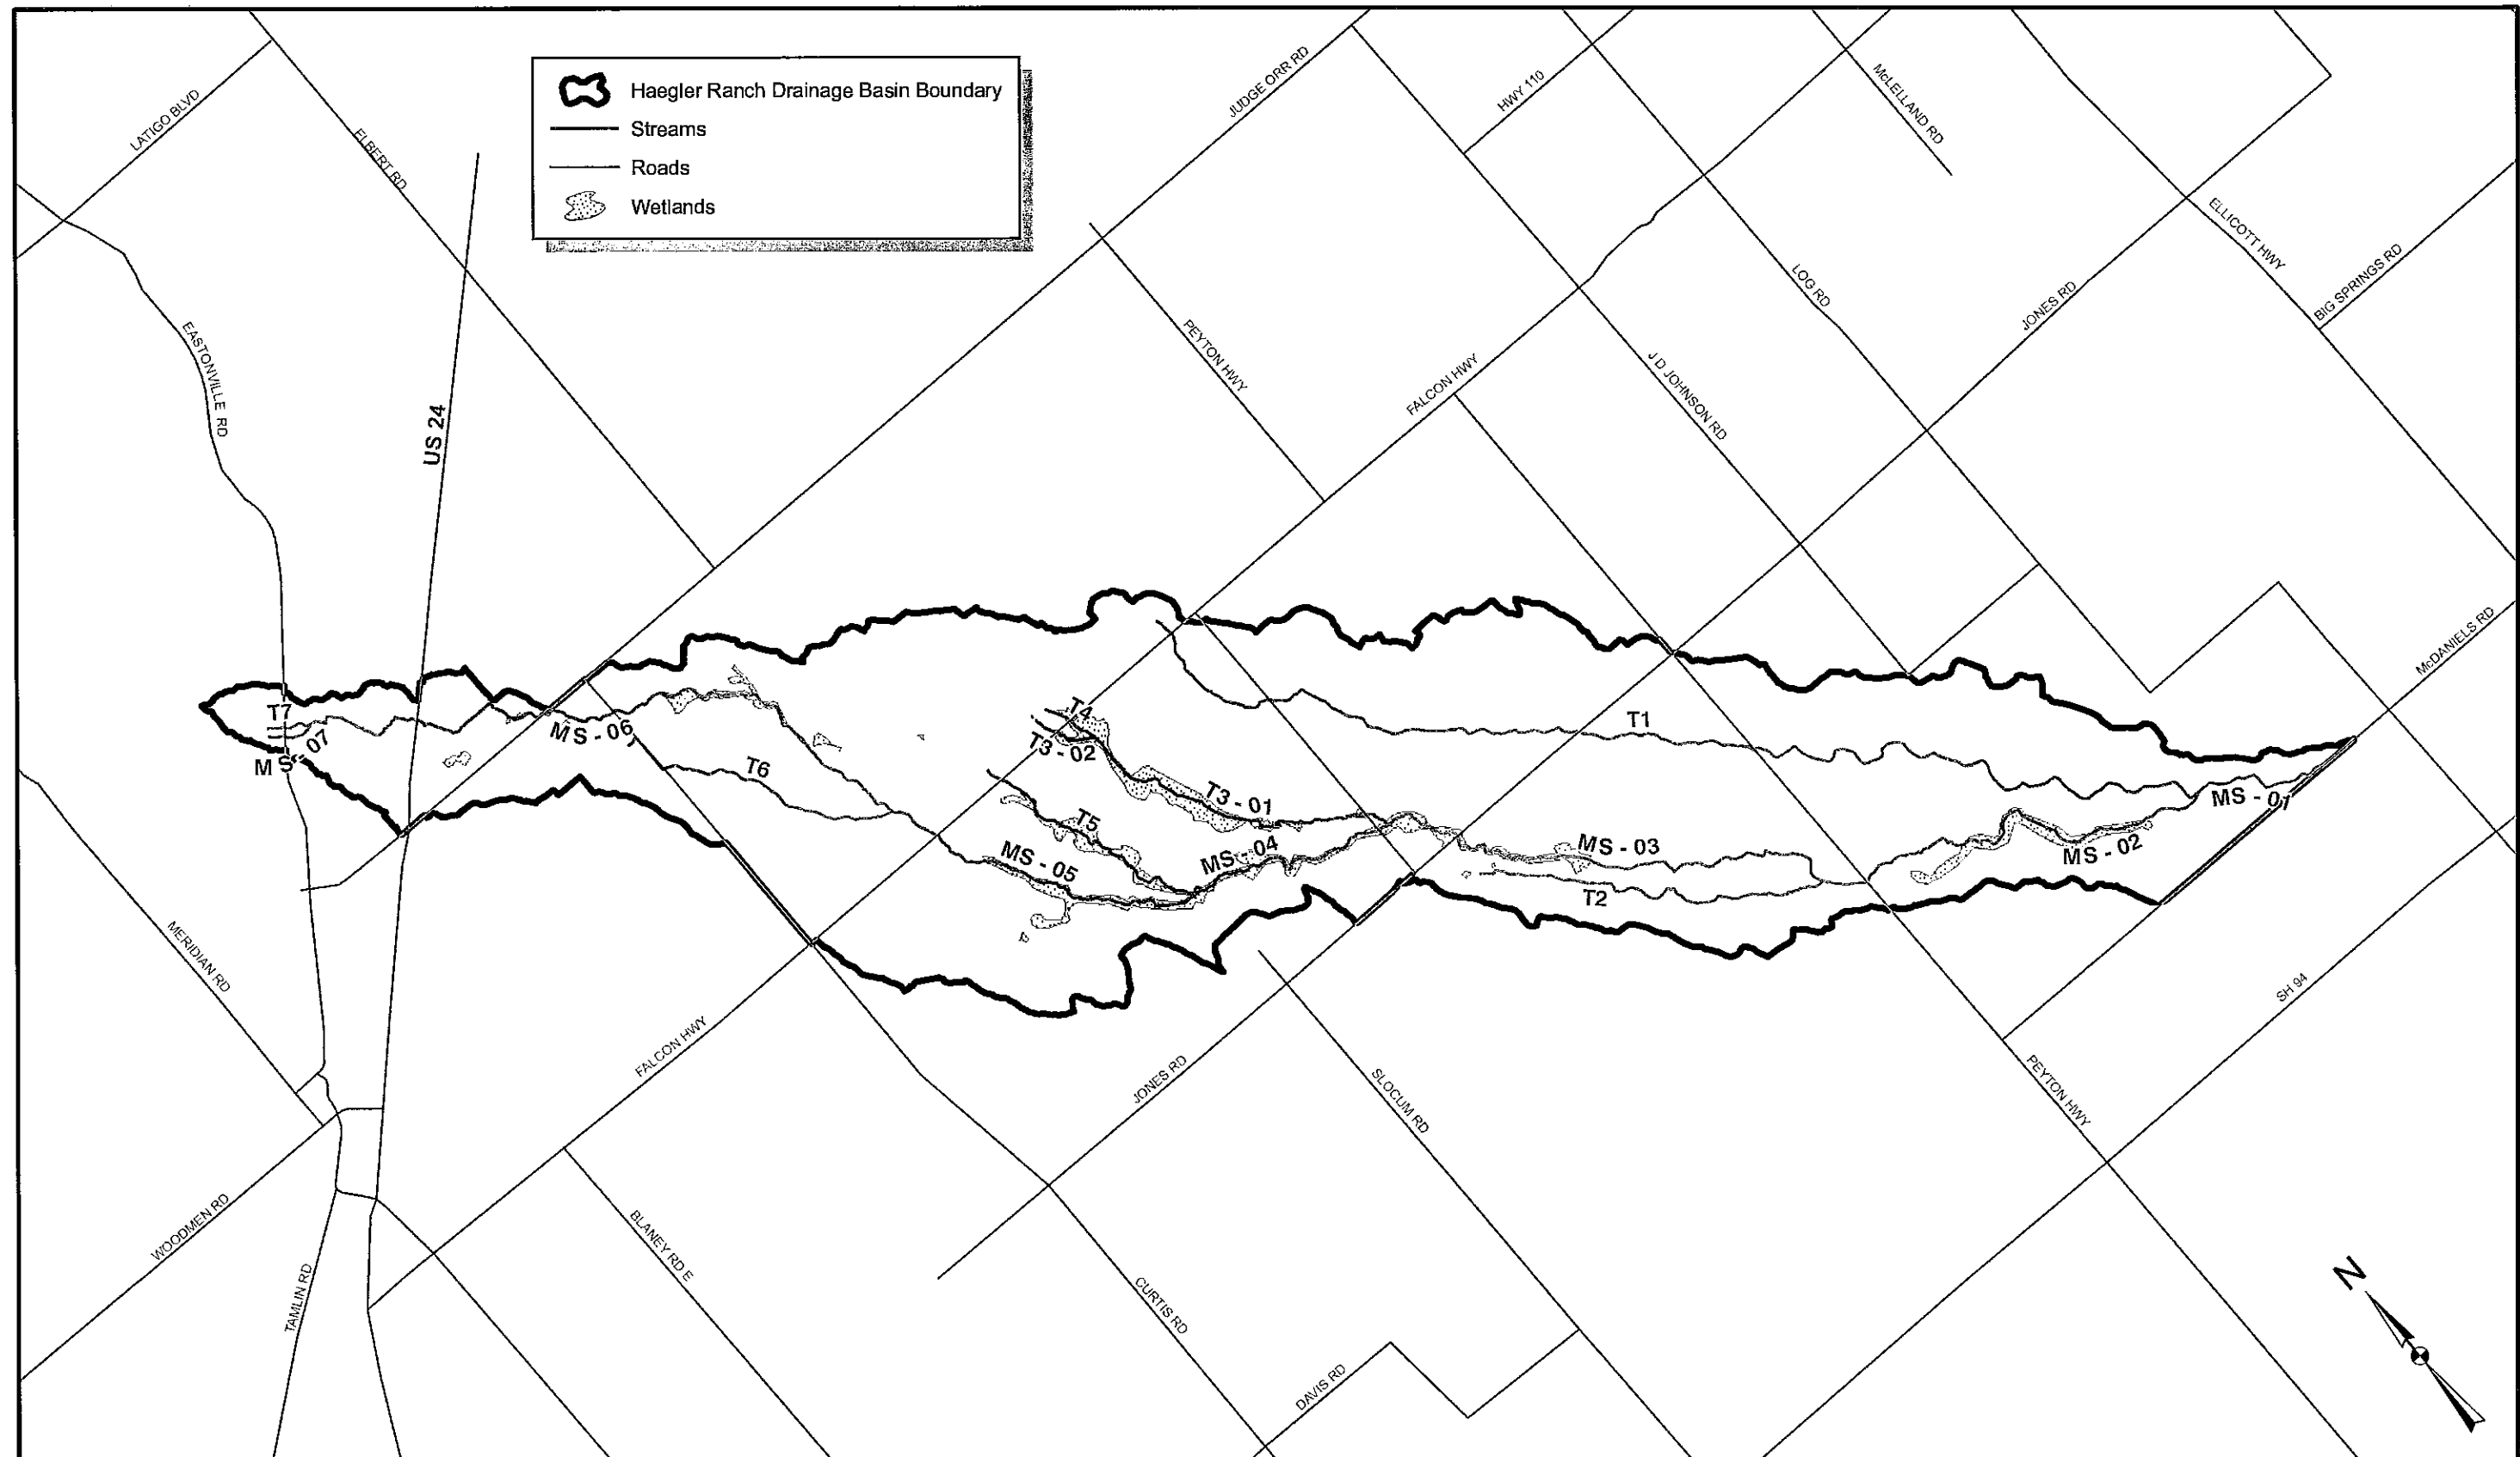 Haegler Ranch Drainage Basin Boundary
Streams
Roads
Wetlands
LATIGO BLVD
ELBERT RD
JUDGE ORR RD
HWY 110
McLELLAND RD
ELLICOTT HWY
BIG SPRINGS RD
LOG RD
JONES RD
EASTONVILLE RD
US 24
PEYTON HWY
FALCON HWY
J D JOHNSON RD
McDANIELS RD
T7
MS - 07
MS - 06
T6
T4
T3 - 02
T3 - 01
T5
MS - 05
MS - 04
T1
MS - 03
T2
MS - 01
MS - 02
MERIDIAN RD
FALCON HWY
JONES RD
SLOCUM RD
PEYTON HWY
SH 94
WOODMEN RD
TAMLIN RD
BLANEY RD E
CURTIS RD
DAVIS RD
N